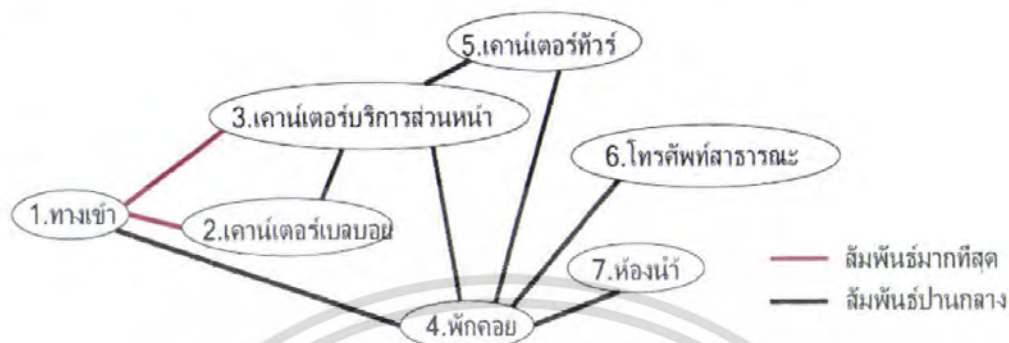 5.เคาน์เตอร์ทัวร์
3.เคาน์เตอร์บริการส่วนหน้า
6.โทรศัพท์สาธารณะ
1.ทางเข้า
2.เคาน์เตอร์เบลบอย
7.ห้องน้ำ
4.พักคอย
สัมพันธ์มากที่สุด
สัมพันธ์ปานกลาง